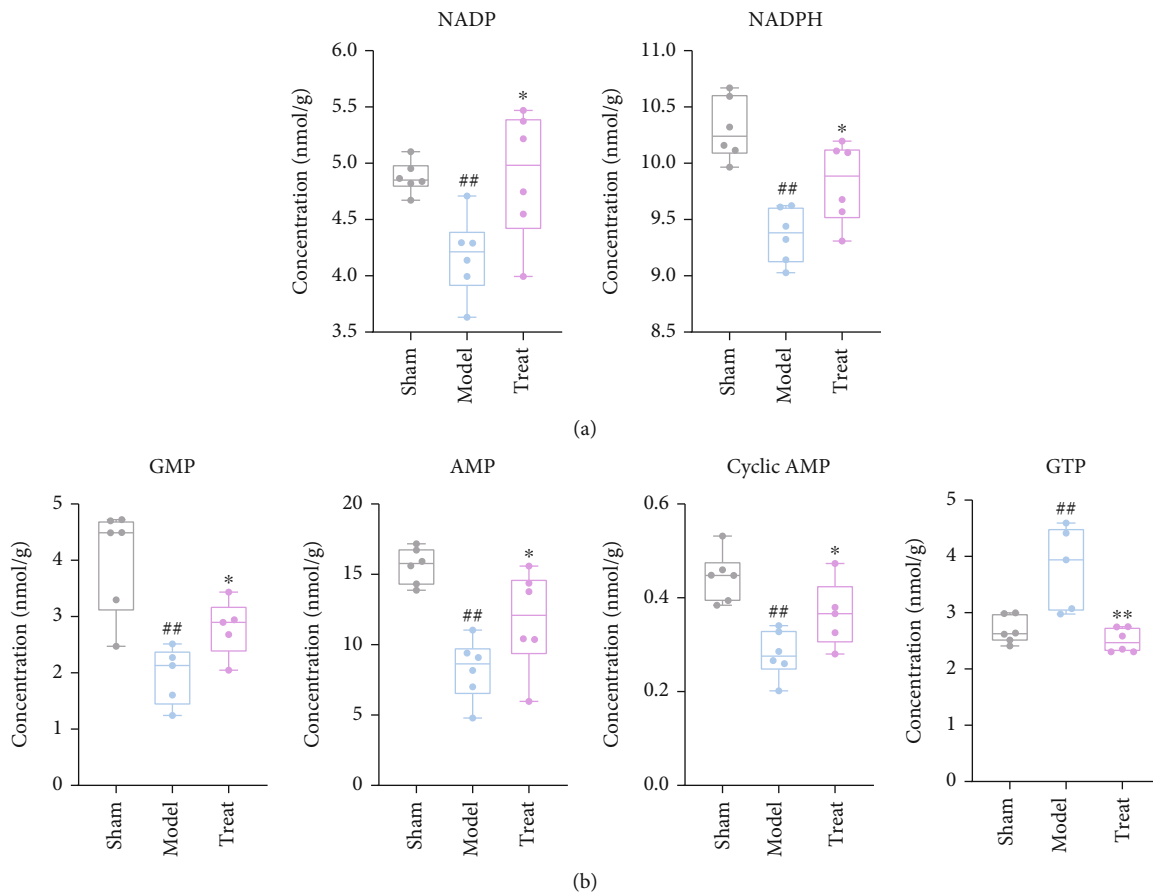 NADP
NADPH
Concentration (nmol/g)
6.0
5.5
5.0
4.5
4.0
3.5
*
##
Sham
Model
Treat
Concentration (nmol/g)
11.0
10.5
10.0
9.5
9.0
8.5
*
##
Sham
Model
Treat
(a)
GMP
AMP
Cyclic AMP
GTP
Concentration (nmol/g)
5
4
3
2
1
0
*
##
Sham
Model
Treat
Concentration (nmol/g)
20
15
10
5
0
*
##
Sham
Model
Treat
Concentration (nmol/g)
0.6
0.4
0.2
0.0
*
##
Sham
Model
Treat
Concentration (nmol/g)
5
4
3
2
1
0
##
**
Sham
Model
Treat
(b)